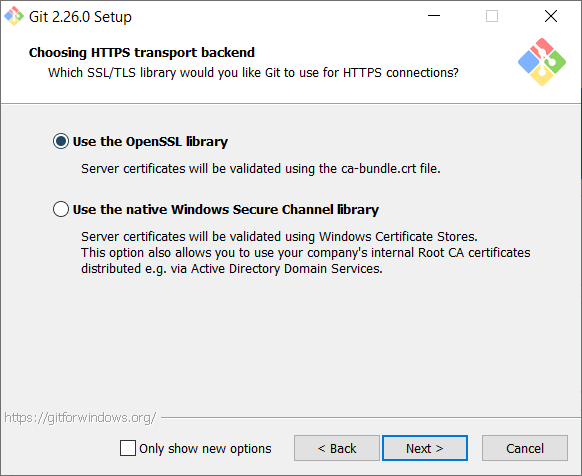 Git 2.26.0 Setup
Choosing HTTPS transport backend
Which SSL/TLS library would you like Git to use for HTTPS connections?
Use the OpenSSL library
Server certificates will be validated using the ca-bundle.crt file.
Use the native Windows Secure Channel library
Server certificates will be validated using Windows Certificate Stores.
This option also allows you to use your company's internal Root CA certificates
distributed e.g. via Active Directory Domain Services.
https://gitforwindows.org/
Only show new options
< Back
Next >
Cancel